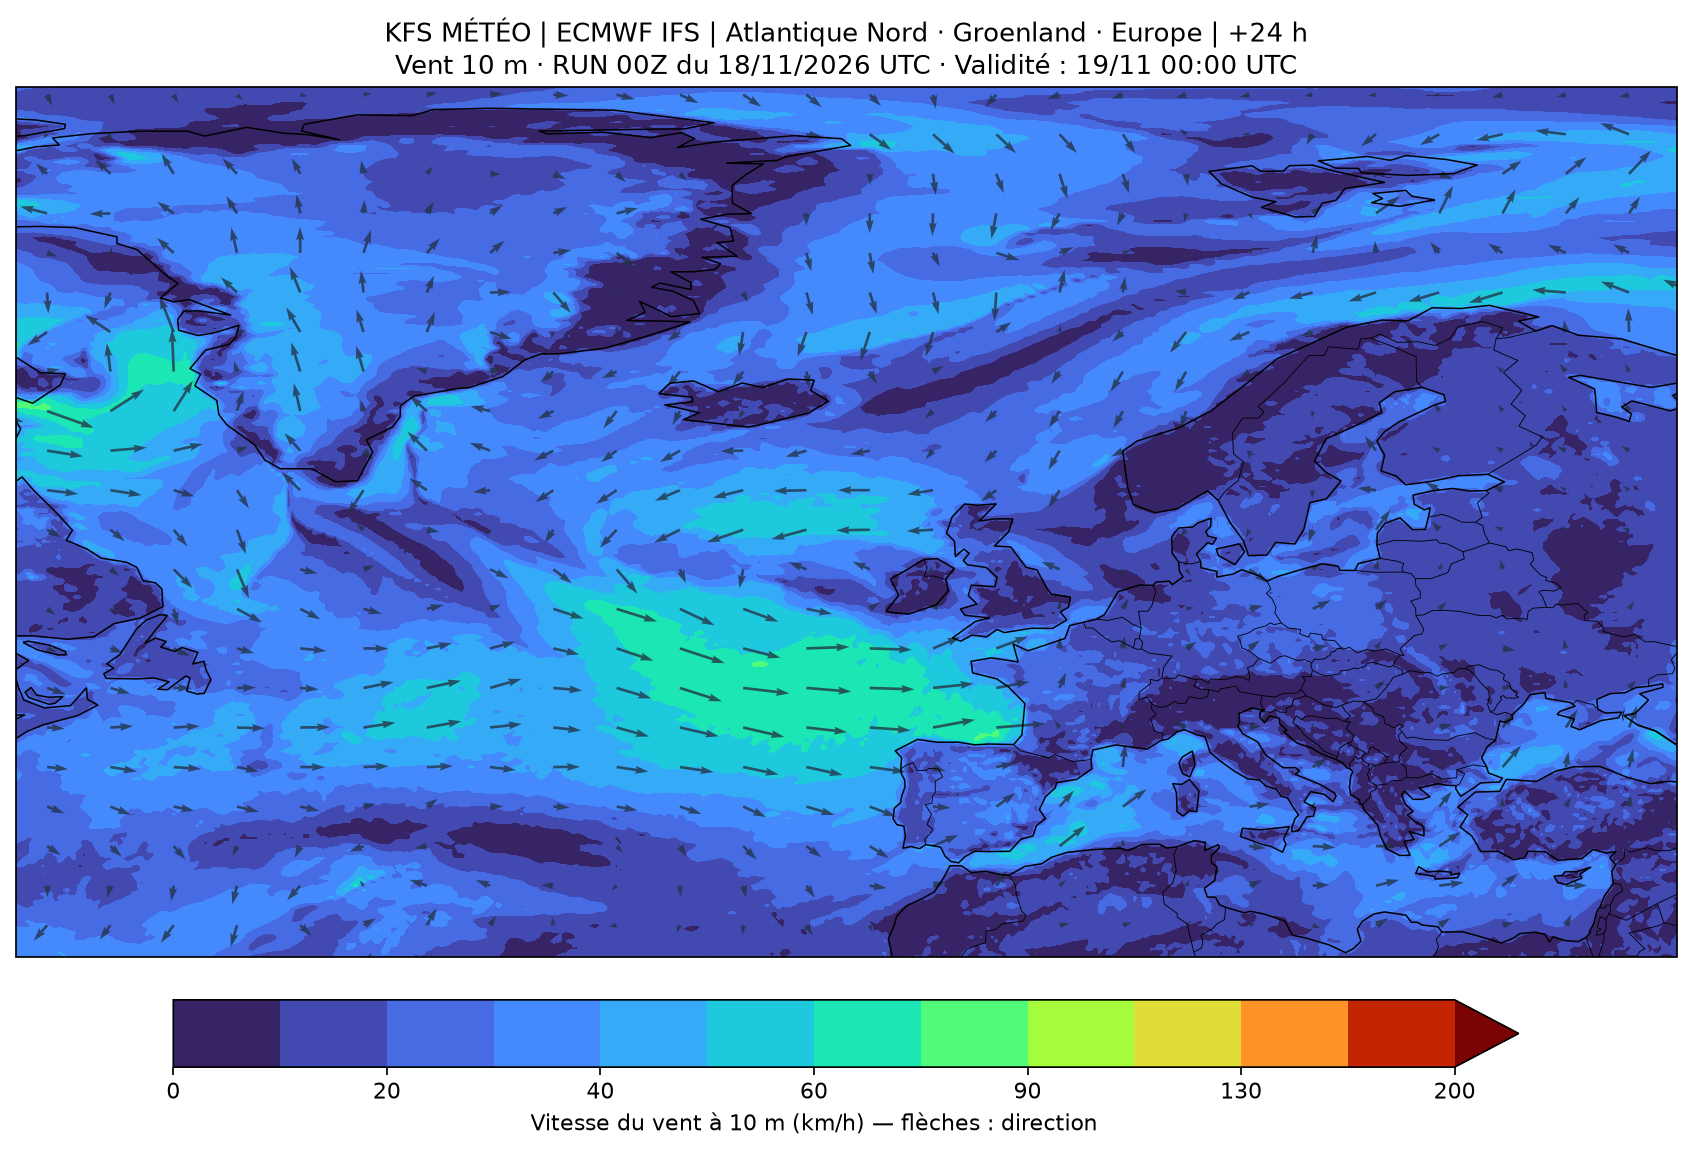 KFS MÉTÉO | ECMWF IFS | Atlantique Nord · Groenland · Europe | +24 h
Vent 10 m · RUN 00Z du 18/11/2026 UTC · Validité : 19/11 00:00 UTC
0 20 40 60 90 130 200
Vitesse du vent à 10 m (km/h) — flèches : direction